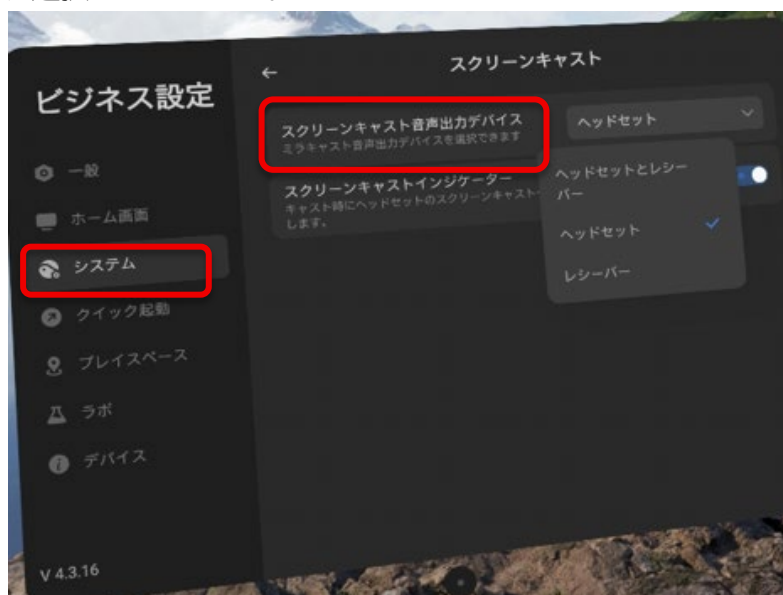 ビジネス設定
一般
ホーム画面
システム
クイック起動
プレイスペース
ラボ
デバイス
V 4.3.16
←
スクリーンキャスト
スクリーンキャスト音声出力デバイス
ミラキャスト音声出力デバイスを選択できます
ヘッドセット
スクリーンキャストインジケーター
キャスト時にヘッドセットのスクリーンキャスト
します。
ヘッドセットとレシー
バー
ヘッドセット
レシーバー